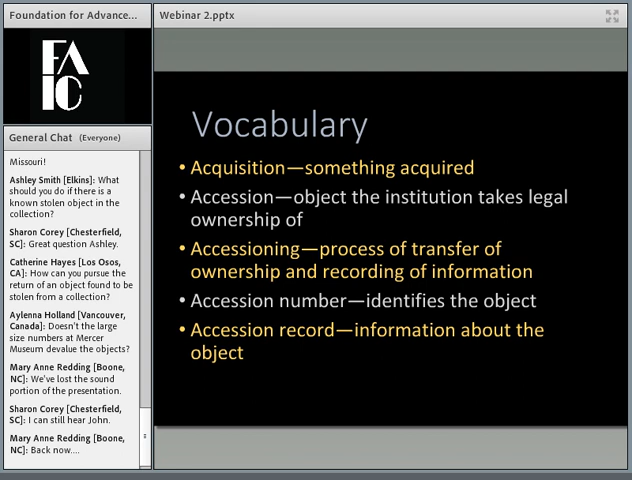 Foundation for Advance...
FA
IC
General Chat (Everyone)
Missouri!
Ashley Smith [Elkins]: What
should you do if there is a
known stolen object in the
collection?
Sharon Corey [Chesterfield,
SC]: Great question Ashley.
Catherine Hayes [Los Osos,
CA]: How can you pursue the
return of an object found to be
stolen from a collection?
Aylenna Holland [Vancouver,
Canada]: Doesn't the large
size numbers at Mercer
Museum devalue the objects?
Mary Anne Redding [Boone,
NC]: We've lost the sound
portion of the presentation.
Sharon Corey [Chesterfield,
SC]: I can still hear John.
Mary Anne Redding [Boone,
NC]: Back now....
Webinar 2.pptx
Vocabulary
• Acquisition—something acquired
• Accession—object the institution takes legal
ownership of
• Accessioning—process of transfer of
ownership and recording of information
• Accession number—identifies the object
• Accession record—information about the
object